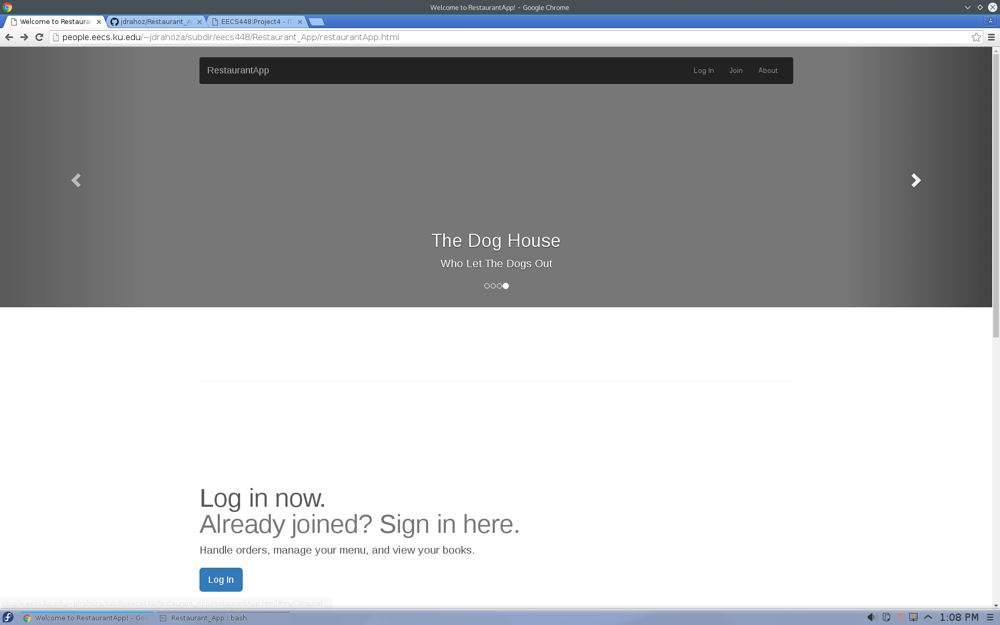 Welcome to RestaurantApp! - Google Chrome
Welcome to Restaurar
jdrahoz/Restaurant_A
EECS448:Project4 - IT
people.eecs.ku.edu/~jdrahoza/subdir/eecs448/Restaurant_App/restaurantApp.html
RestaurantApp
Log In
Join
About
The Dog House
Who Let The Dogs Out
Log in now.
Already joined? Sign in here.
Handle orders, manage your menu, and view your books.
Log In
people.eecs.ku.edu/~jdrahoza/subdir/eecs448/Restaurant_App/restaurantApp.html#myCarousel
Welcome to RestaurantApp! - Goo
Restaurant_App : bash
1:08 PM